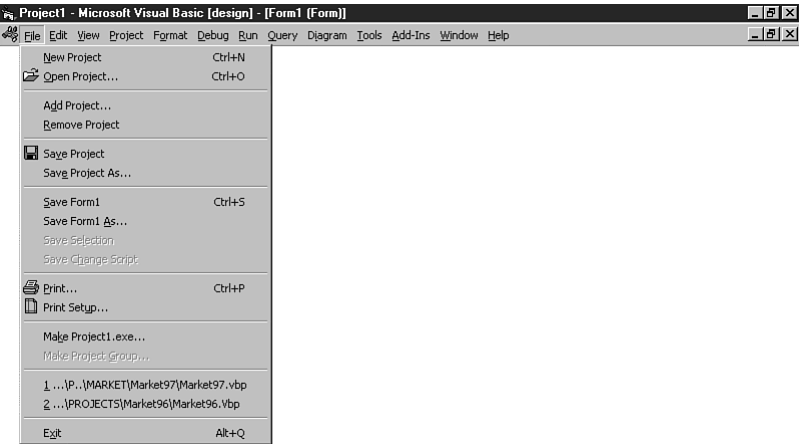 Project1 - Microsoft Visual Basic [design] - [Form1 (Form)]
File Edit View Project Format Debug Run Query Diagram Tools Add-Ins Window Help
New Project Ctrl+N
Open Project... Ctrl+O
Add Project...
Remove Project
Save Project
Save Project As...
Save Form1 Ctrl+S
Save Form1 As...
Save Selection
Save Change Script
Print... Ctrl+P
Print Setup...
Make Project1.exe...
Make Project Group...
1 ...\P..\MARKET\Market97\Market97.vbp
2 ...\PROJECTS\Market96\Market96.Vbp
Exit Alt+Q